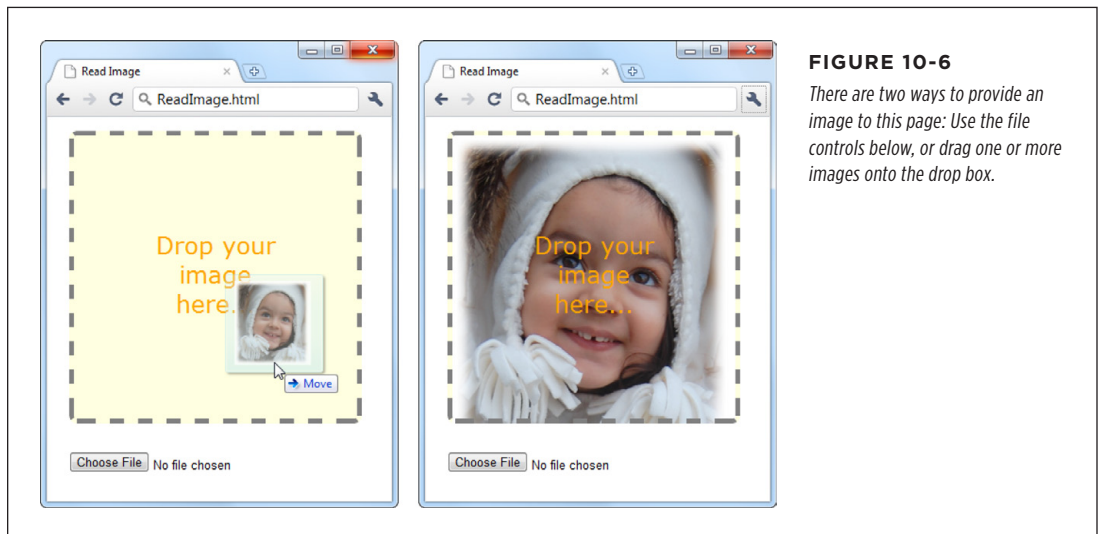 Read Image
ReadImage.html
Drop your
image
here...
Move
Choose File No file chosen
Read Image
ReadImage.html
Drop your
image
here...
Choose File No file chosen
FIGURE 10-6
There are two ways to provide an
image to this page: Use the file
controls below, or drag one or more
images onto the drop box.